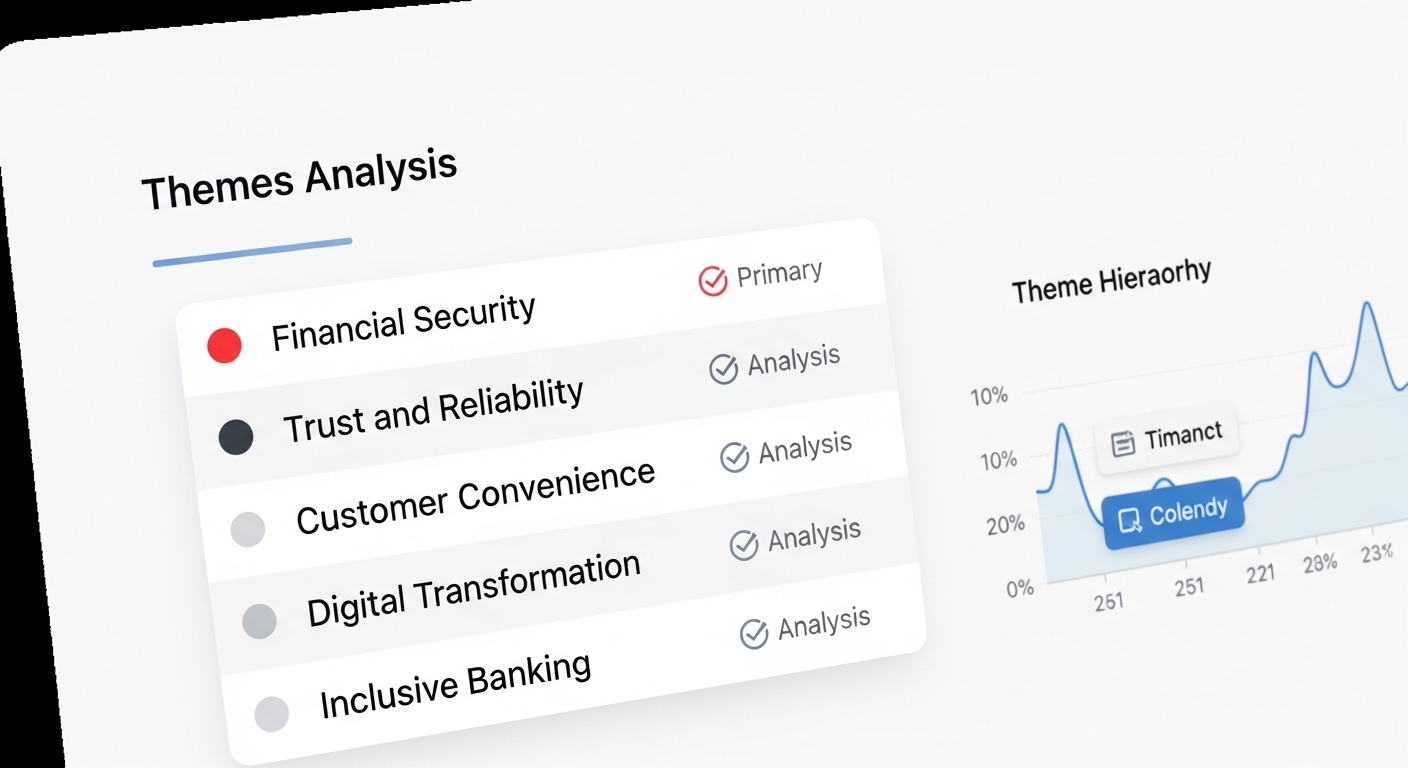 Themes Analysis
Financial Security
Primary
Trust and Reliability
Analysis
Customer Convenience
Analysis
Digital Transformation
Analysis
Inclusive Banking
Analysis
Theme Hieraorhy
10%
10%
20%
0%
Timanct
Colendy
251
251
221
28%
23%